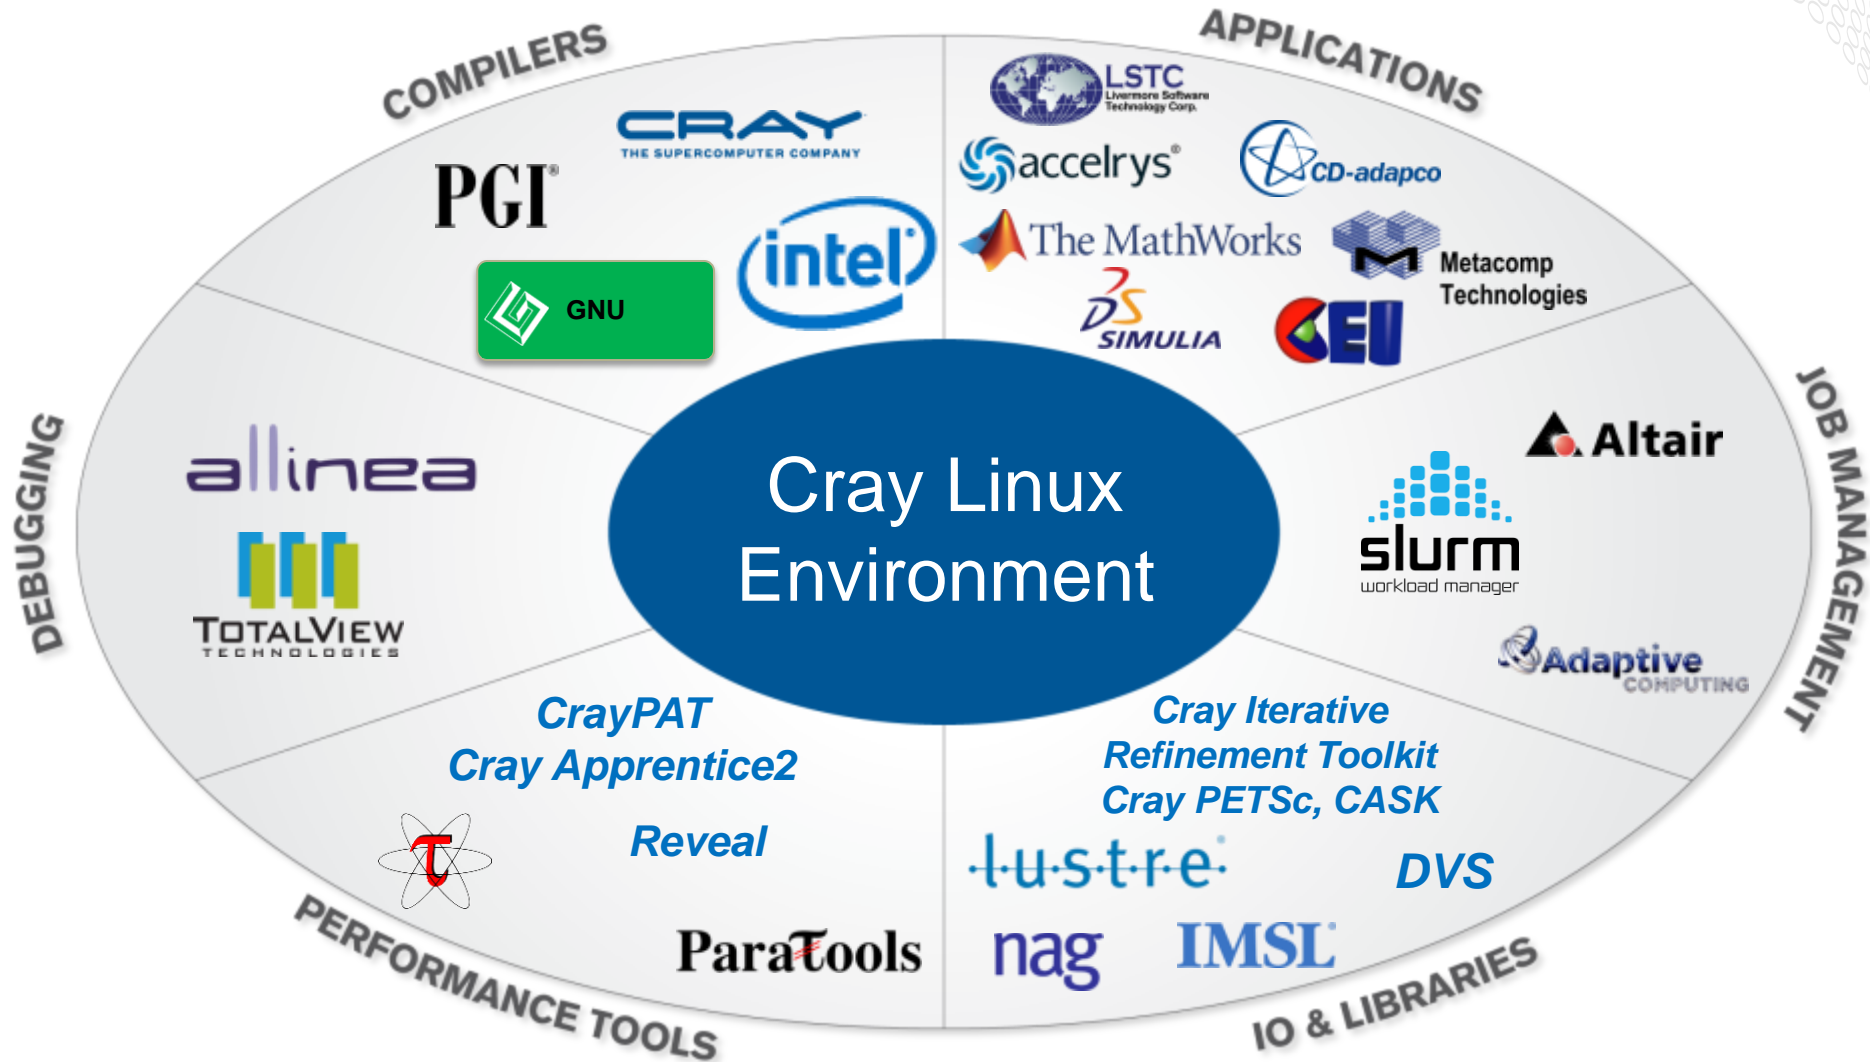 COMPILERS
CRAY
THE SUPERCOMPUTER COMPANY
PGI®
GNU
intel®
APPLICATIONS
LSTC
Livermore Software
Technology Corp.
accelrys®
CD-adapco
The MathWorks
Metacomp
Technologies
DS
SIMULIA
CEI
DEBUGGING
allinea
TOTALVIEW
TECHNOLOGIES
Cray Linux
Environment
JOB MANAGEMENT
Altair
slurm
workload manager
Adaptive
COMPUTING
CrayPAT
Cray Apprentice2
Reveal
τ
ParaTools
PERFORMANCE TOOLS
Cray Iterative
Refinement Toolkit
Cray PETSc, CASK
l·u·s·t·r·e·
DVS
nag
IMSL®
IO & LIBRARIES